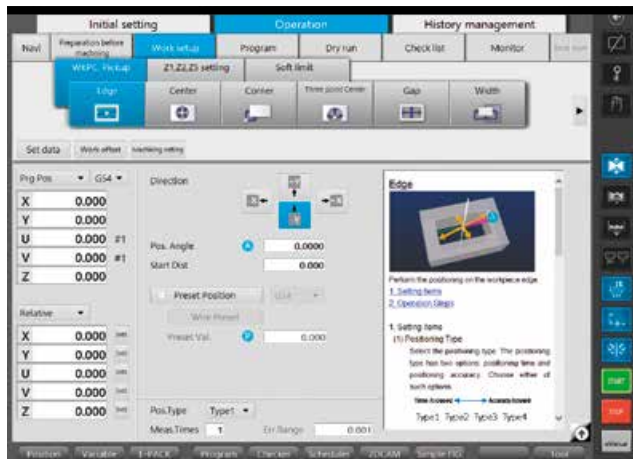 Initial setting Operation History management
Navi Preparation before machining Work setup Program Dry run Check list Monitor
WKPC. Pickup Z1,Z2,Z3 setting Soft limit
Edge Center Corner Three point Center Gap Width
Set data Work offset Machining setting
Prg Pos. G54 Direction
X 0.000
Y 0.000
U 0.000 #1
V 0.000 #1
Z 0.000
Pos. Angle 0.0000
Start Dist 0.000
Preset Position G54
Wire Preset
Preset Val. 0.000
Relative
X 0.000
Y 0.000
U 0.000
V 0.000
Z 0.000
Pos.Type Type1
Meas.Times 1 Err.Range 0.001
Edge
Perform the positioning on the workpiece edge.
1. Setting Items
2. Operation Steps
1. Setting Items
(1) Positioning Type
Select the positioning type. The positioning
type has two options: positioning time and
positioning accuracy. Choose either of
such options.
Time-focused Accuracy-focused
Type1 Type2 Type3 Type4
START
STOP
Position Variable E-PACK Program Checker Scheduler 2DCAM Simple FIG. Tool